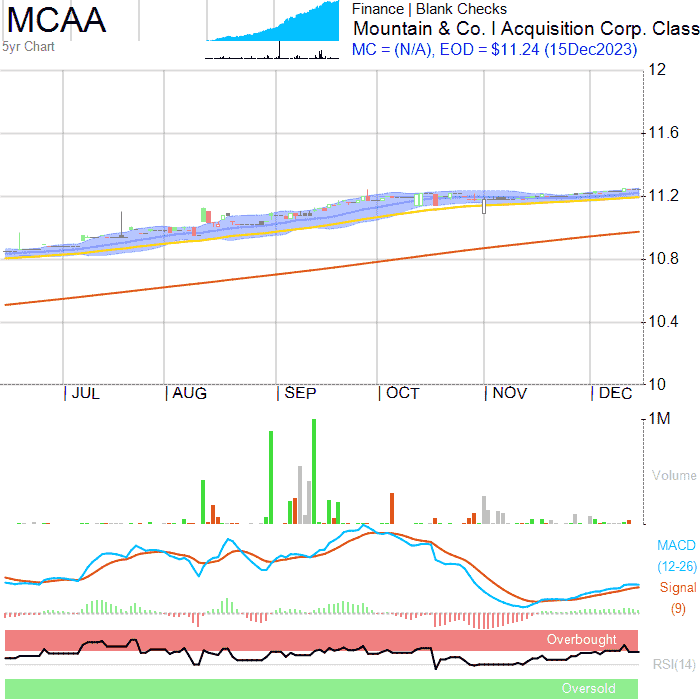 MCAA
5yr Chart
Finance | Blank Checks
Mountain & Co. I Acquisition Corp. Class
MC = (N/A), EOD = $11.24 (15Dec2023)
12
11.6
11.2
10.8
10.4
10
JUL AUG SEP OCT NOV DEC
1M
Volume
MACD
(12-26)
Signal
(9)
Overbought
RSI(14)
Oversold